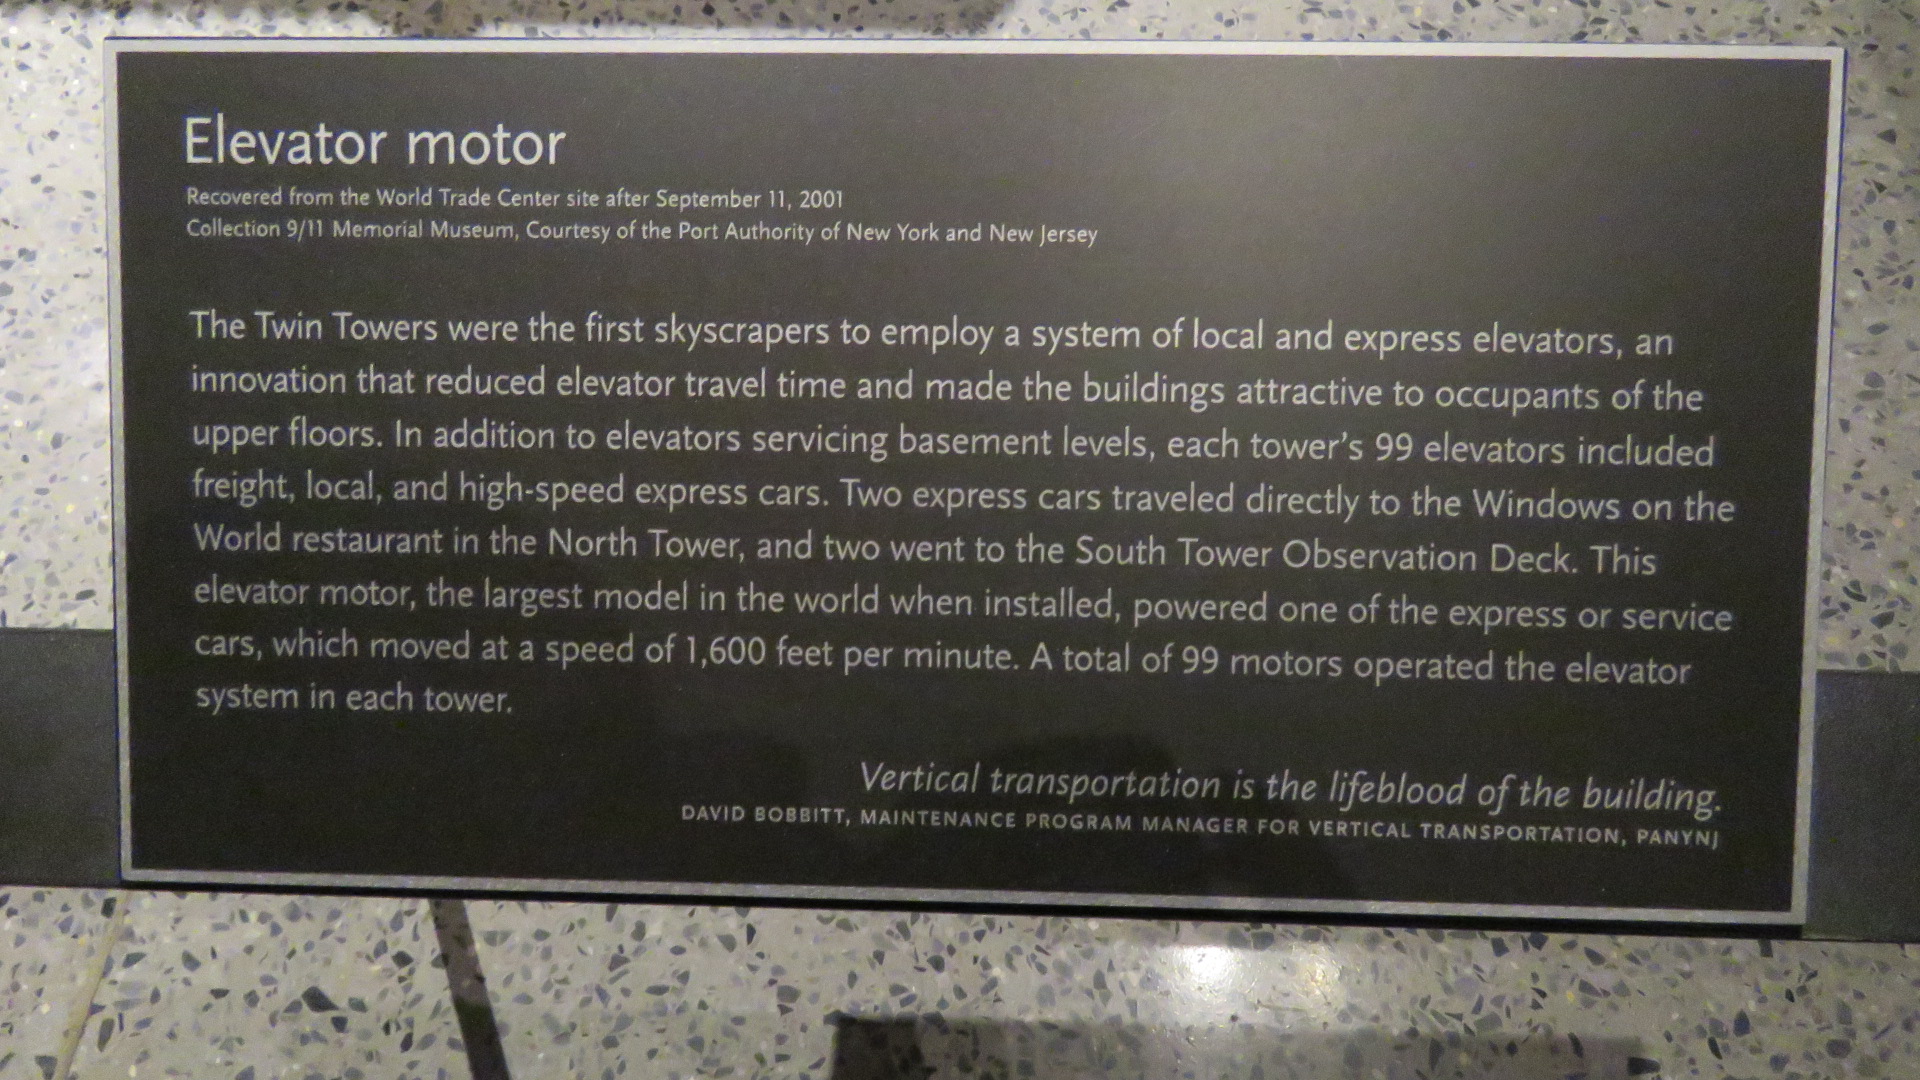 Elevator motor
Recovered from the World Trade Center site after September 11, 2001
Collection 9/11 Memorial Museum, Courtesy of the Port Authority of New York and New Jersey
The Twin Towers were the first skyscrapers to employ a system of local and express elevators, an
innovation that reduced elevator travel time and made the buildings attractive to occupants of the
upper floors. In addition to elevators servicing basement levels, each tower's 99 elevators included
freight, local, and high-speed express cars. Two express cars traveled directly to the Windows on the
World restaurant in the North Tower, and two went to the South Tower Observation Deck. This
elevator motor, the largest model in the world when installed, powered one of the express or service
cars, which moved at a speed of 1,600 feet per minute. A total of 99 motors operated the elevator
system in each tower.
Vertical transportation is the lifeblood of the building.
DAVID BOBBITT, MAINTENANCE PROGRAM MANAGER FOR VERTICAL TRANSPORTATION, PANYNJ